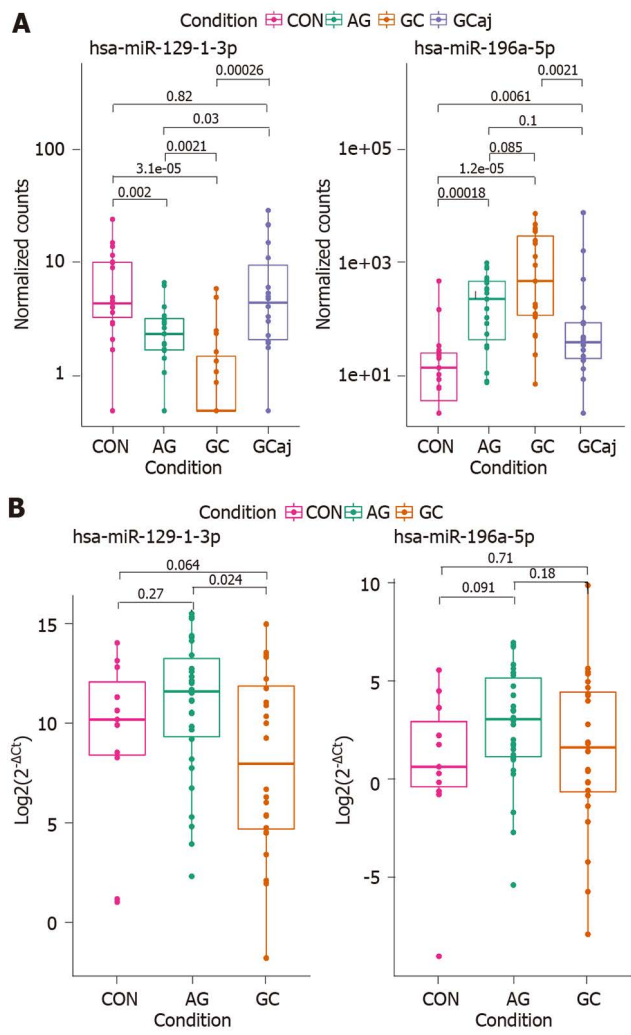 A
Condition CON AG GC GCaj
hsa-miR-129-1-3p
hsa-miR-196a-5p
0.00026
0.82
0.03
0.0021
3.1e-05
0.002
100
10
1
Normalized counts
CON AG GC GCaj
Condition
0.0021
0.0061
0.1
0.085
1.2e-05
0.00018
1e+05
1e+03
1e+01
Normalized counts
CON AG GC GCaj
Condition
B
Condition CON AG GC
hsa-miR-129-1-3p
hsa-miR-196a-5p
0.064
0.024
0.27
15
10
5
0
Log2(2^-ΔCt)
CON AG GC
Condition
0.71
0.18
0.091
10
5
0
-5
Log2(2^-ΔCt)
CON AG GC
Condition